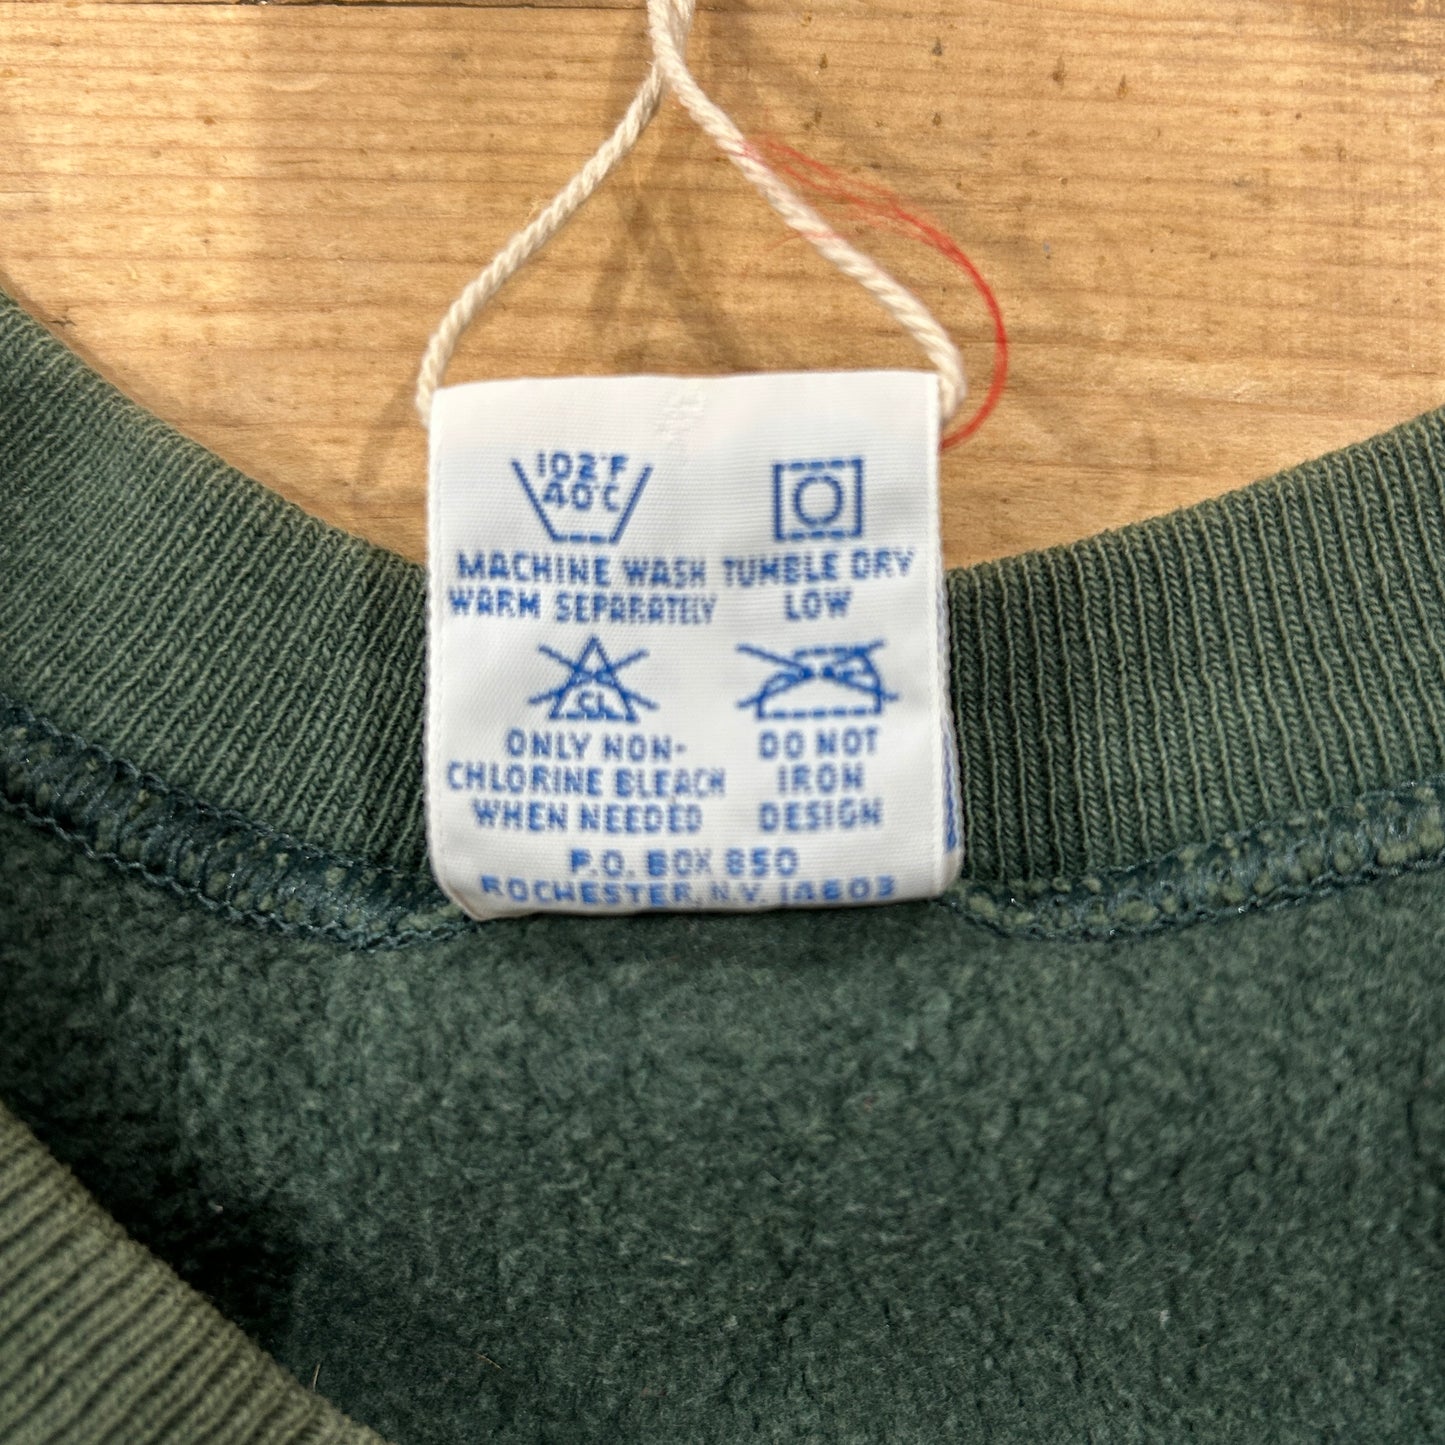 102°F
40°C
MACHINE WASH
WARM SEPARATELY
TUMBLE DRY
LOW
CL
ONLY NON-
CHLORINE BLEACH
WHEN NEEDED
DO NOT
IRON
DESIGN
P.O. BOX 850
ROCHESTER, N.Y. 14603